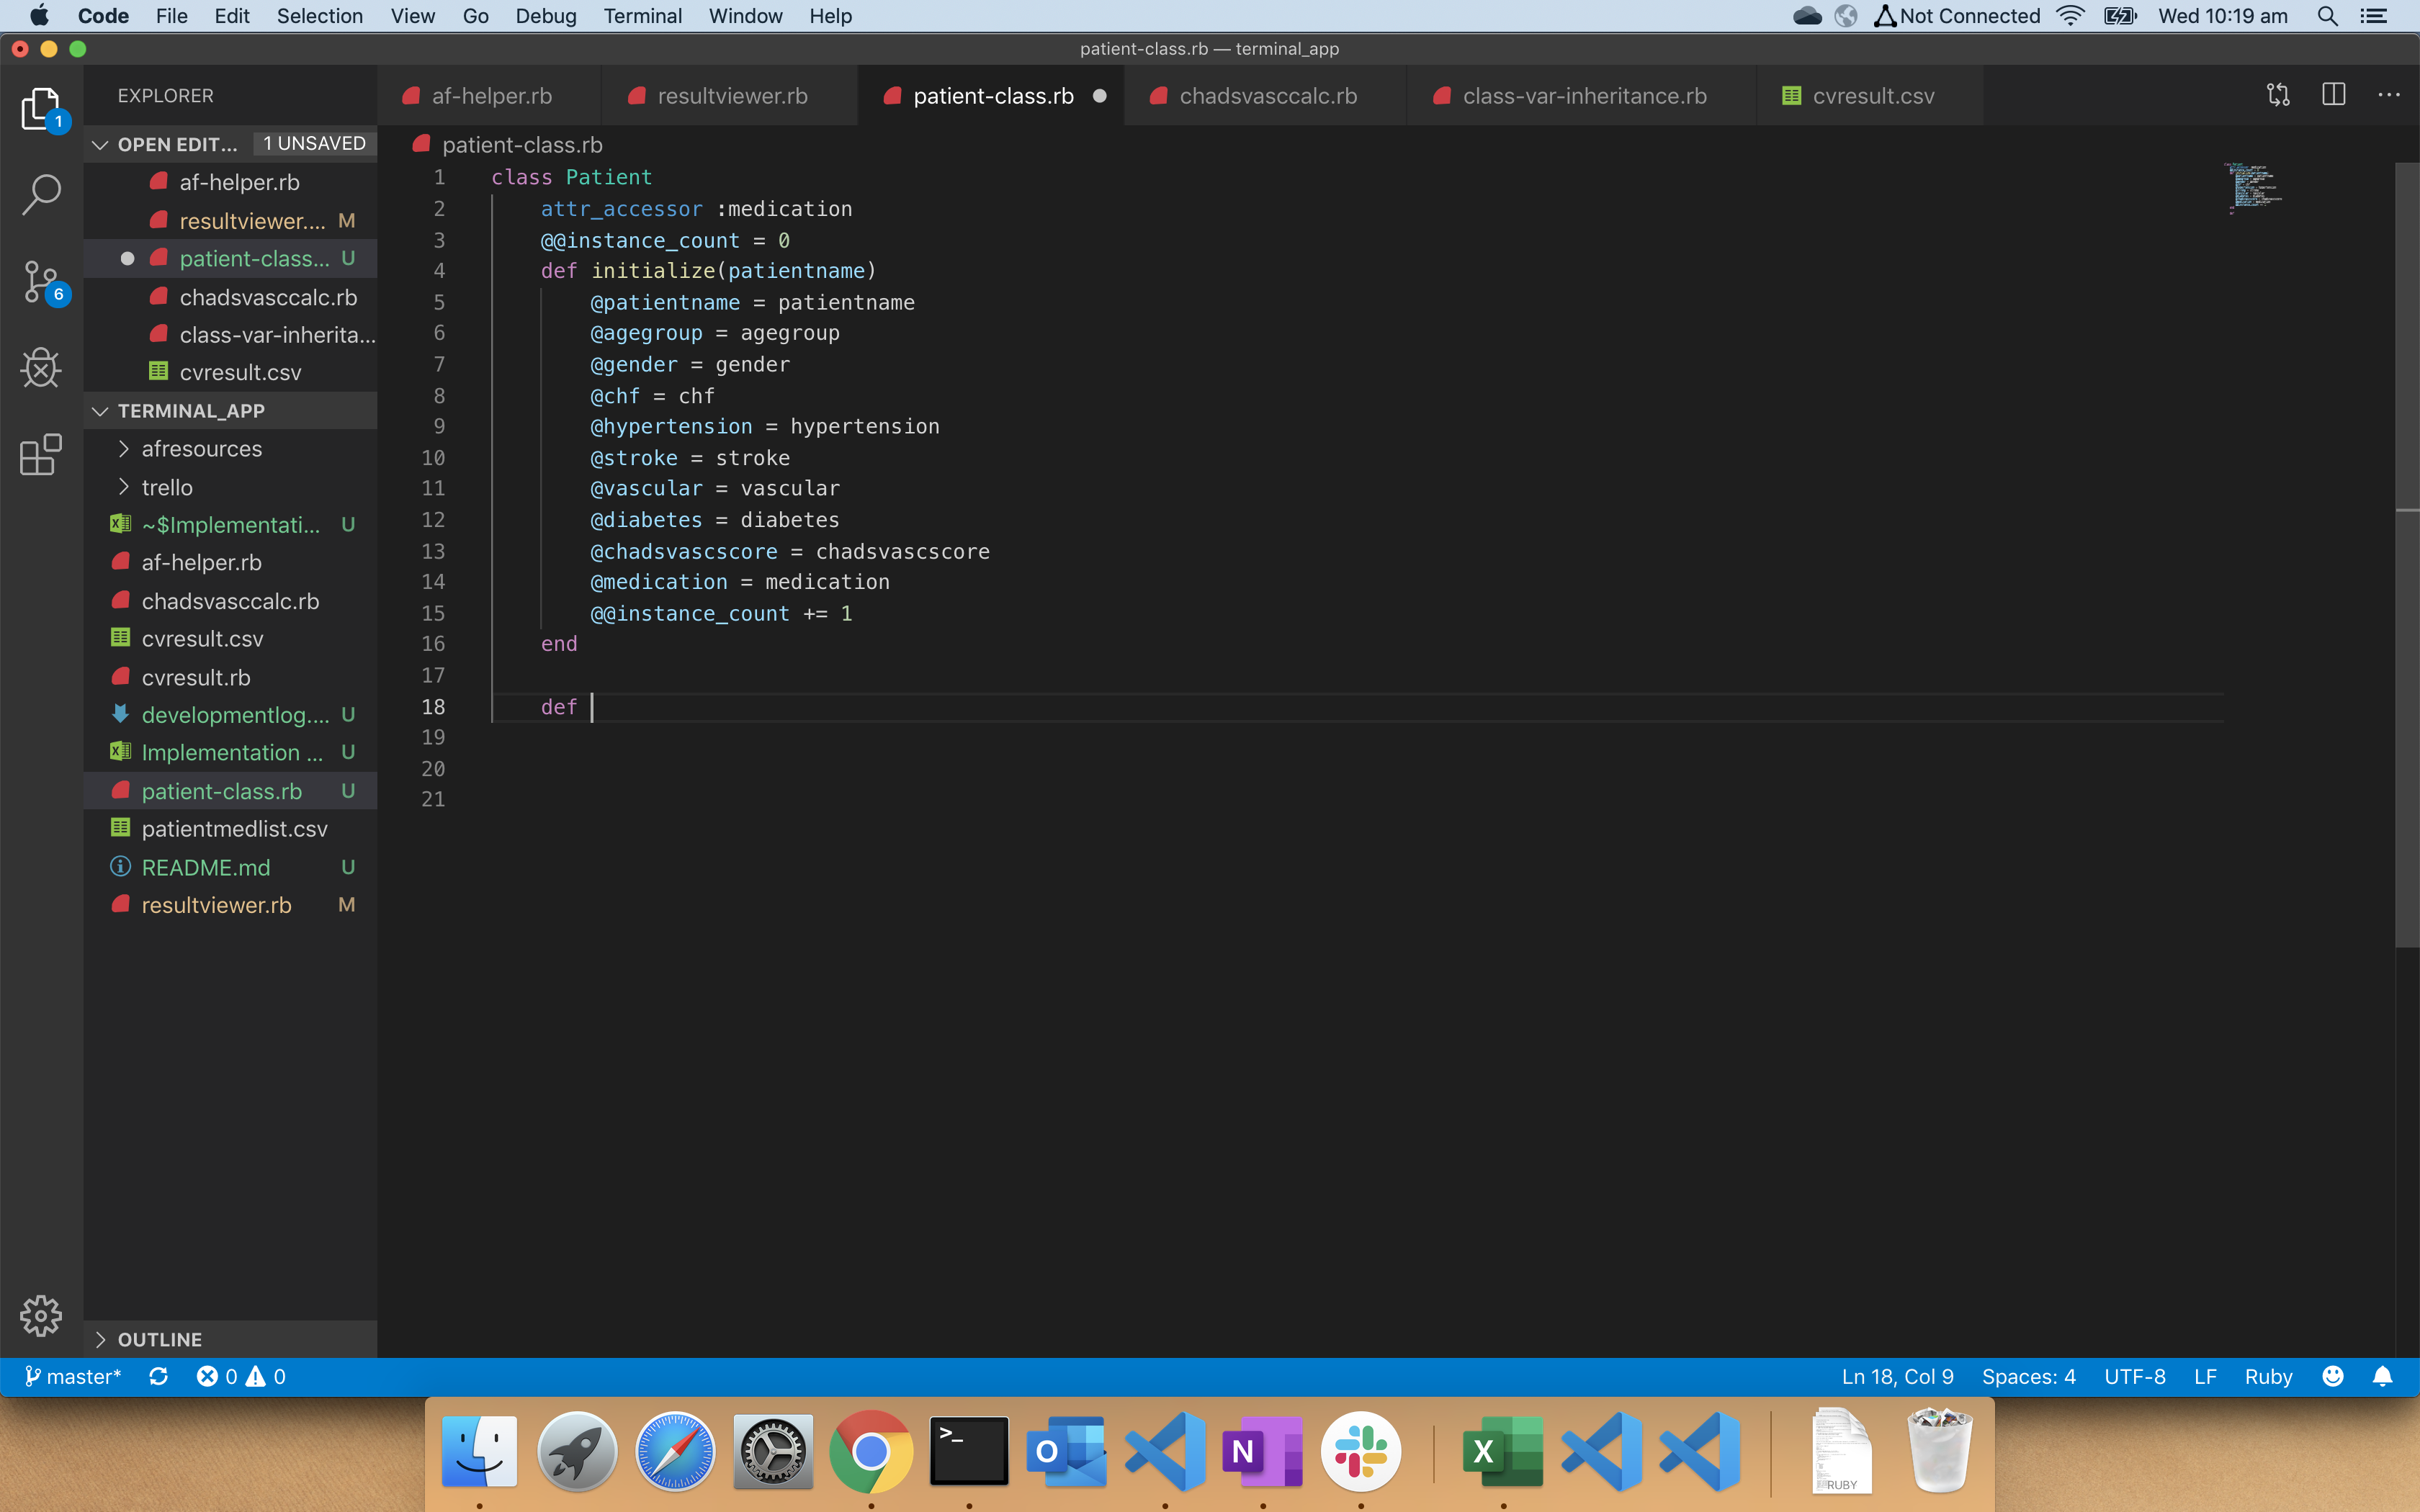 Code File Edit Selection View Go Debug Terminal Window Help Not Connected Wed 10:19 am
patient-class.rb — terminal_app
EXPLORER
af-helper.rb resultviewer.rb patient-class.rb chadsvasccalc.rb class-var-inheritance.rb cvresult.csv
1
OPEN EDIT... 1 UNSAVED
af-helper.rb
resultviewer.... M
patient-class... U
chadsvasccalc.rb
class-var-inherita...
cvresult.csv
6
TERMINAL_APP
afresources
trello
~$Implementati... U
af-helper.rb
chadsvasccalc.rb
cvresult.csv
cvresult.rb
developmentlog.... U
Implementation ... U
patient-class.rb U
patientmedlist.csv
README.md U
resultviewer.rb M
OUTLINE
patient-class.rb
1 class Patient
2 attr_accessor :medication
3 @@instance_count = 0
4 def initialize(patientname)
5 @patientname = patientname
6 @agegroup = agegroup
7 @gender = gender
8 @chf = chf
9 @hypertension = hypertension
10 @stroke = stroke
11 @vascular = vascular
12 @diabetes = diabetes
13 @chadsvascscore = chadsvascscore
14 @medication = medication
15 @@instance_count += 1
16 end
17
18 def
19
20
21
master* 0 0 Ln 18, Col 9 Spaces: 4 UTF-8 LF Ruby
>_ O N X RUBY